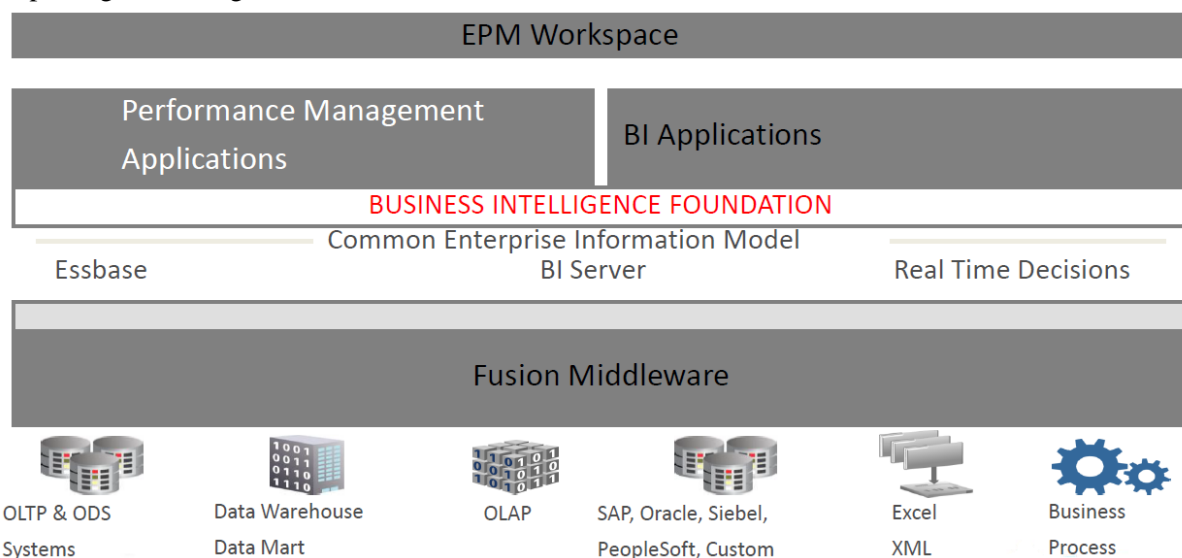 EPM Workspace
Performance Management
Applications
BI Applications
BUSINESS INTELLIGENCE FOUNDATION
Common Enterprise Information Model
Essbase
BI Server
Real Time Decisions
Fusion Middleware
OLTP & ODS
Systems
Data Warehouse
Data Mart
OLAP
SAP, Oracle, Siebel,
PeopleSoft, Custom
Excel
XML
Business
Process